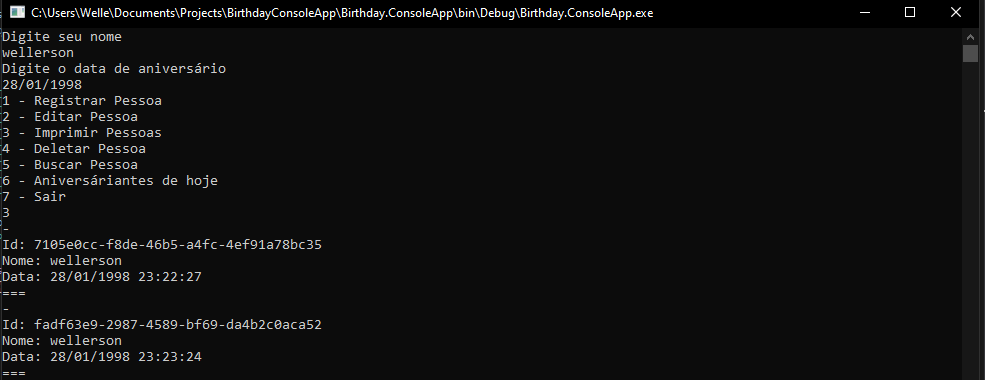 C:\Users\Welle\Documents\Projects\BirthdayConsoleApp\Birthday.ConsoleApp\bin\Debug\Birthday.ConsoleApp.exe
Digite seu nome
wellerson
Digite o data de aniversário
28/01/1998
1 - Registrar Pessoa
2 - Editar Pessoa
3 - Imprimir Pessoas
4 - Deletar Pessoa
5 - Buscar Pessoa
6 - Aniversáriantes de hoje
7 - Sair
3
-
Id: 7105e0cc-f8de-46b5-a4fc-4ef91a78bc35
Nome: wellerson
Data: 28/01/1998 23:22:27
===
-
Id: fadf63e9-2987-4589-bf69-da4b2c0aca52
Nome: wellerson
Data: 28/01/1998 23:23:24
===